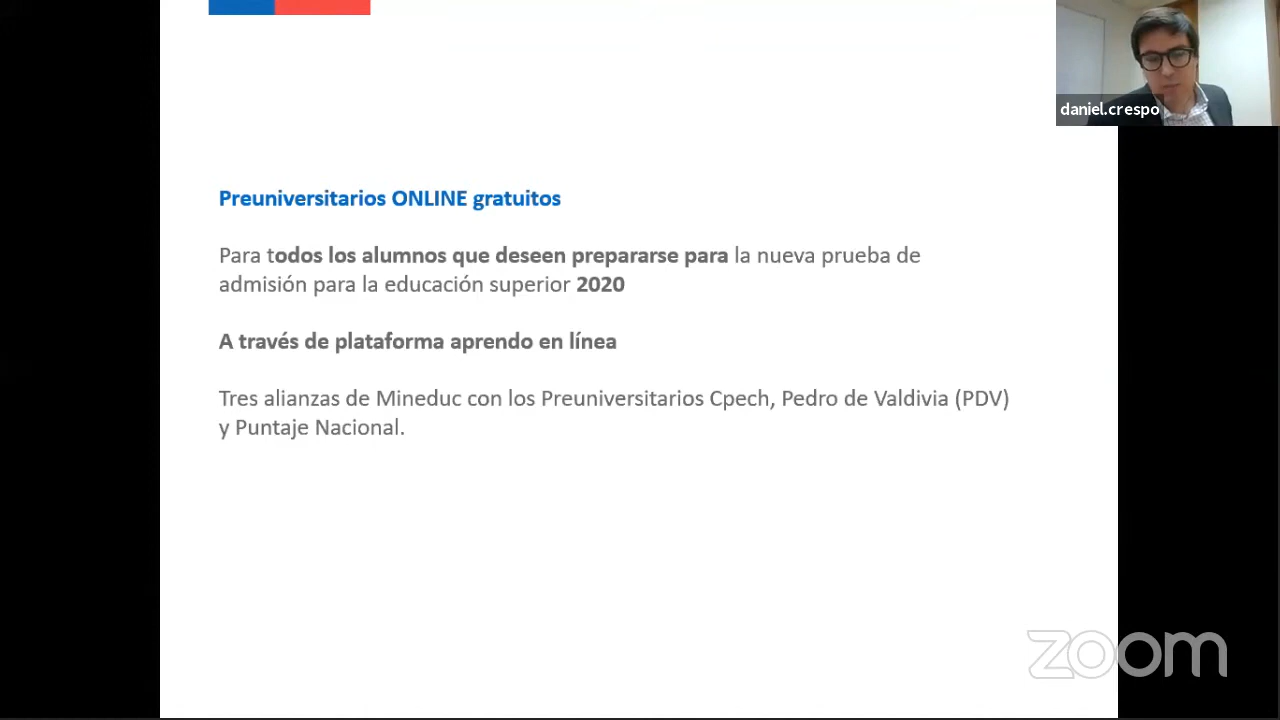 daniel.crespo
Preuniversitarios ONLINE gratuitos
Para todos los alumnos que deseen prepararse para la nueva prueba de
admisión para la educación superior 2020
A través de plataforma aprendo en línea
Tres alianzas de Mineduc con los Preuniversitarios Cpech, Pedro de Valdivia (PDV)
y Puntaje Nacional.
zoom